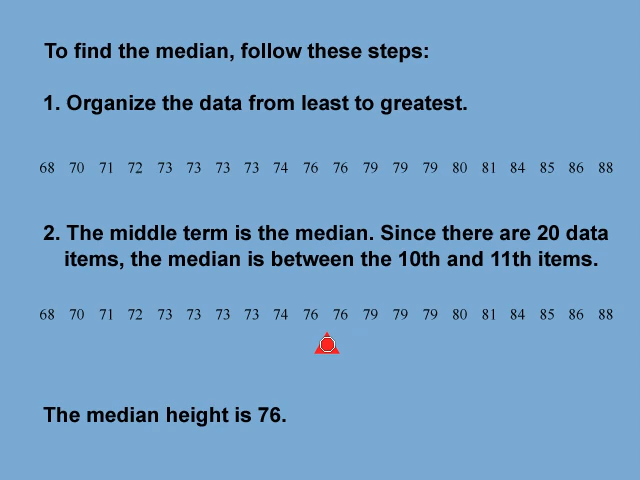 To find the median, follow these steps:
1. Organize the data from least to greatest.
68 70 71 72 73 73 73 73 74 76 76 79 79 79 80 81 84 85 86 88
2. The middle term is the median. Since there are 20 data
items, the median is between the 10th and 11th items.
68 70 71 72 73 73 73 73 74 76 76 79 79 79 80 81 84 85 86 88
The median height is 76.